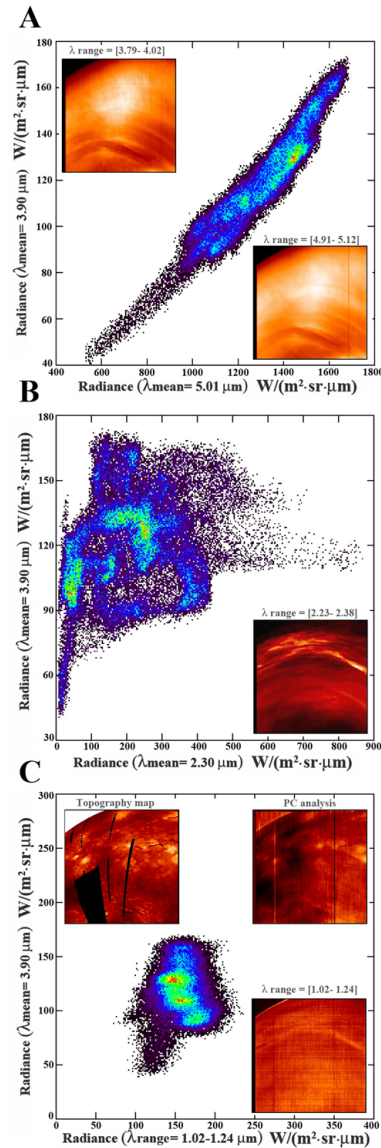 A
λ range = [3.79- 4.02]
180
160
140
120
100
80
60
40
Radiance (λmean= 3.90 μm) W/(m²·sr·μm)
λ range = [4.91- 5.12]
400 600 800 1000 1200 1400 1600 1800
Radiance (λmean= 5.01 μm) W/(m²·sr·μm)
B
180
150
120
90
60
30
Radiance (λmean= 3.90 μm) W/(m²·sr·μm)
λ range = [2.23- 2.38]
0 100 200 300 400 500 600 700 800 900
Radiance (λmean= 2.30 μm) W/(m²·sr·μm)
C
300
250
200
150
100
50
0
Radiance (λmean= 3.90 μm) W/(m²·sr·μm)
Topography map PC analysis
λ range = [1.02- 1.24]
0 50 100 150 200 250 300 350 400
Radiance (λrange= 1.02-1.24 μm) W/(m²·sr·μm)